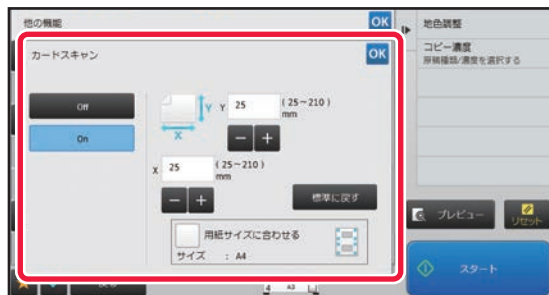 他の機能
OK
カードスキャン
OK
Off
On
Y
X
Y 25 (25~210)
mm
X 25 (25~210)
mm
標準に戻す
用紙サイズに合わせる
サイズ : A4
地色調整
コピー濃度
原稿種類/濃度を選択する
プレビュー
リセット
スタート
4 A3